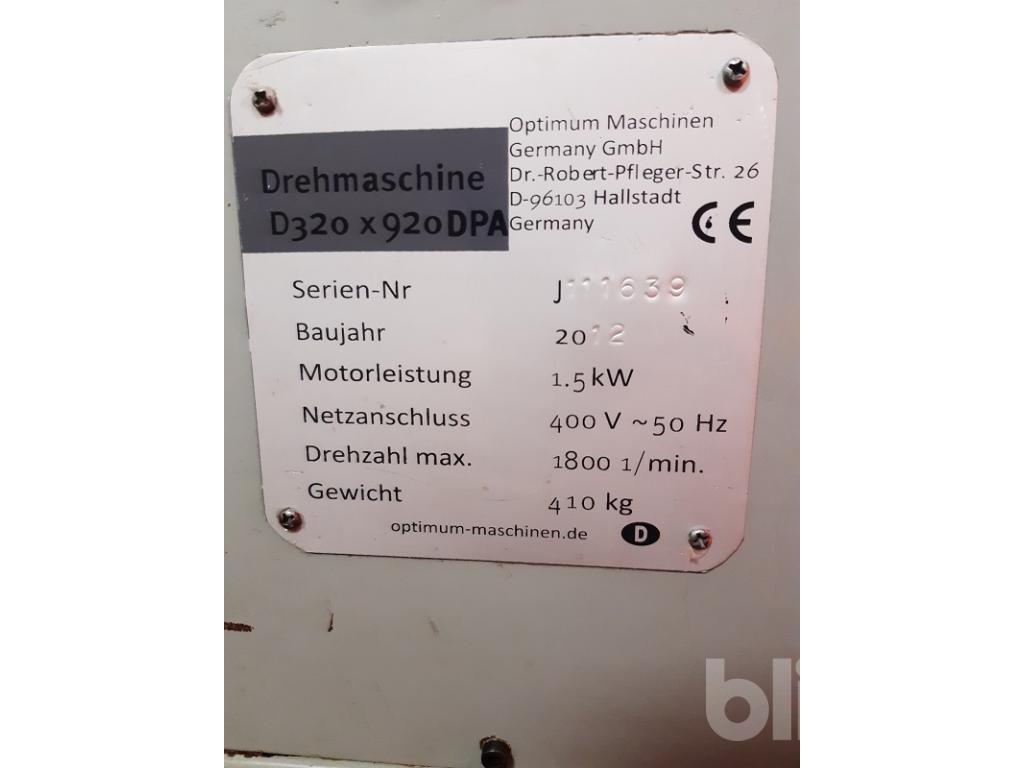 Drehmaschine
D320 x 920 DPA
Optimum Maschinen
Germany GmbH
Dr.-Robert-Pfleger-Str. 26
D-96103 Hallstadt
Germany
CE
Serien-Nr J111639
Baujahr 2012
Motorleistung 1.5 kW
Netzanschluss 400 V ~50 Hz
Drehzahl max. 1800 1/min.
Gewicht 410 kg
optimum-maschinen.de D